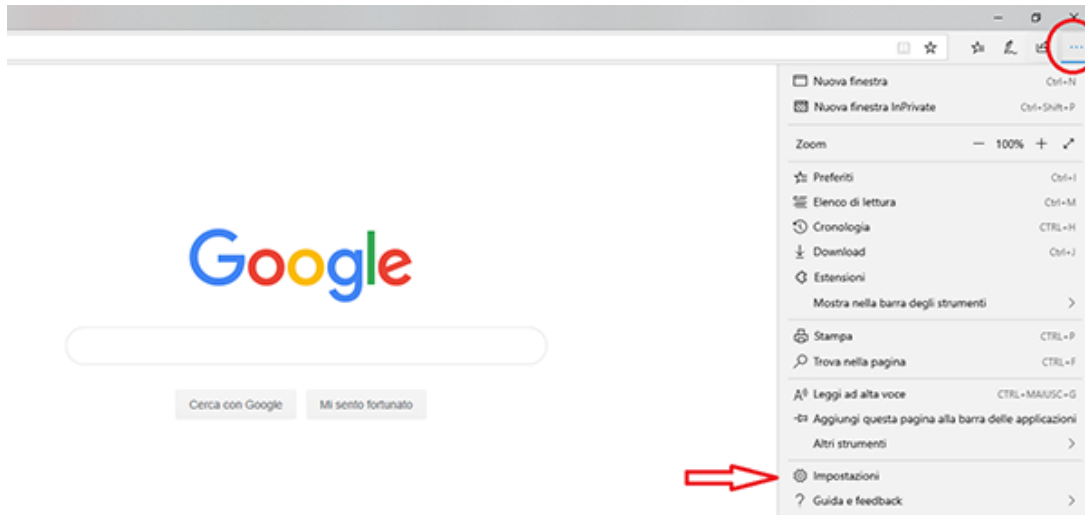 Nuova finestra Ctrl+N
Nuova finestra InPrivate Ctrl+Shift+P
Zoom — 100% +
Preferiti Ctrl+I
Elenco di lettura Ctrl+M
Cronologia CTRL+H
Download Ctrl+J
Estensioni
Mostra nella barra degli strumenti
Stampa CTRL+P
Trova nella pagina CTRL+F
Leggi ad alta voce CTRL+MAIUSC+G
Aggiungi questa pagina alla barra delle applicazioni
Altri strumenti
Impostazioni
? Guida e feedback
Google
Cerca con Google Mi sento fortunato